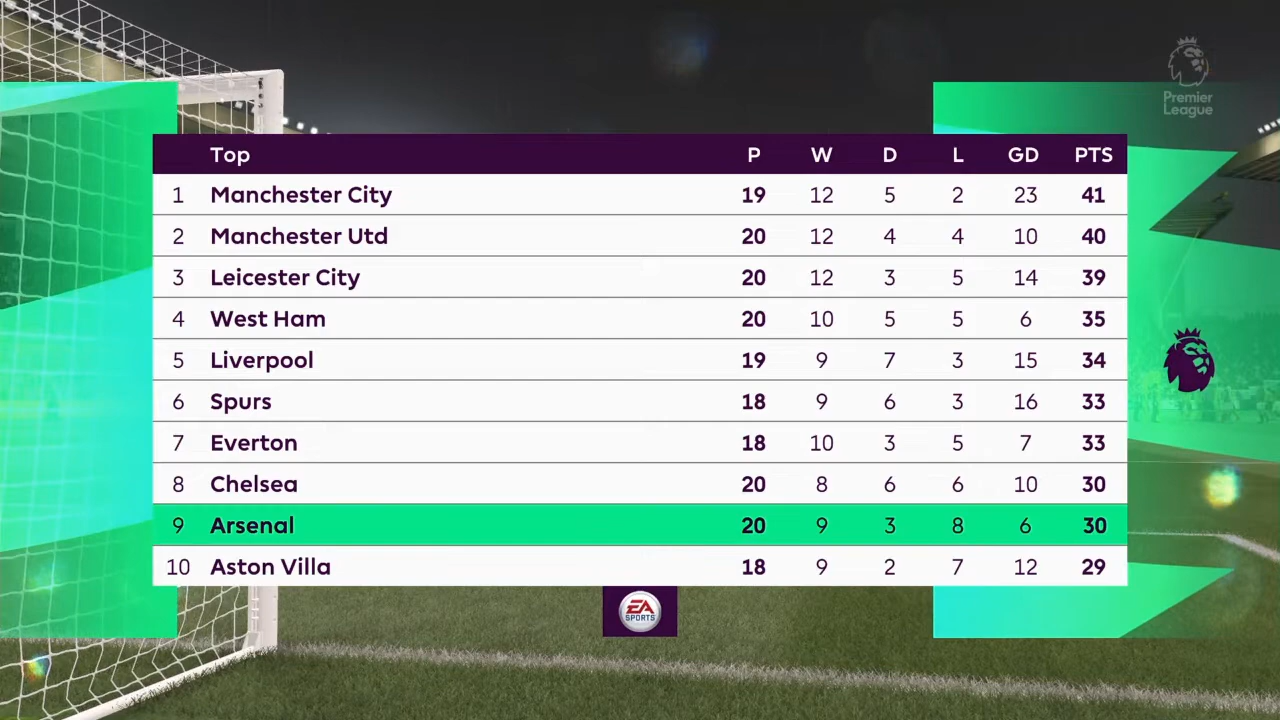 Premier
League
Top P W D L GD PTS
1 Manchester City 19 12 5 2 23 41
2 Manchester Utd 20 12 4 4 10 40
3 Leicester City 20 12 3 5 14 39
4 West Ham 20 10 5 5 6 35
5 Liverpool 19 9 7 3 15 34
6 Spurs 18 9 6 3 16 33
7 Everton 18 10 3 5 7 33
8 Chelsea 20 8 6 6 10 30
9 Arsenal 20 9 3 8 6 30
10 Aston Villa 18 9 2 7 12 29
EA
SPORTS